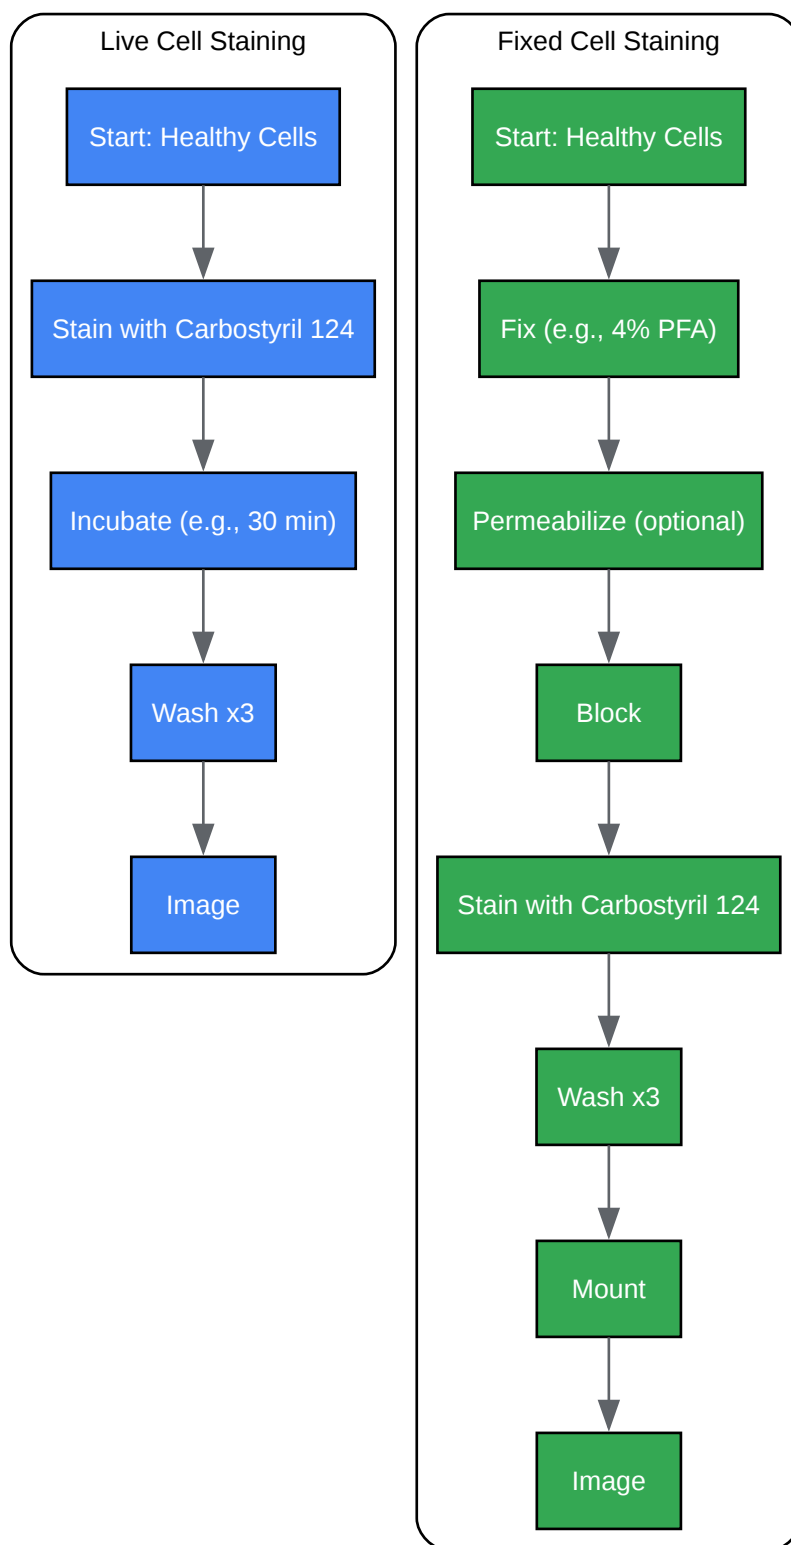 Live Cell Staining
Start: Healthy Cells
Stain with Carbostyril 124
Incubate (e.g., 30 min)
Wash x3
Image
Fixed Cell Staining
Start: Healthy Cells
Fix (e.g., 4% PFA)
Permeabilize (optional)
Block
Stain with Carbostyril 124
Wash x3
Mount
Image